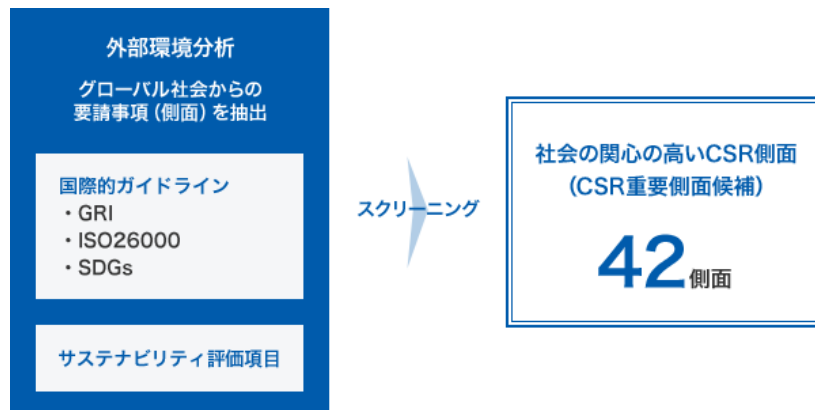 外部環境分析
グローバル社会からの
要請事項（側面）を抽出
国際的ガイドライン
・GRI
・ISO26000
・SDGs
サステナビリティ評価項目
スクリーニング
社会の関心の高いCSR側面
（CSR重要側面候補）
42側面